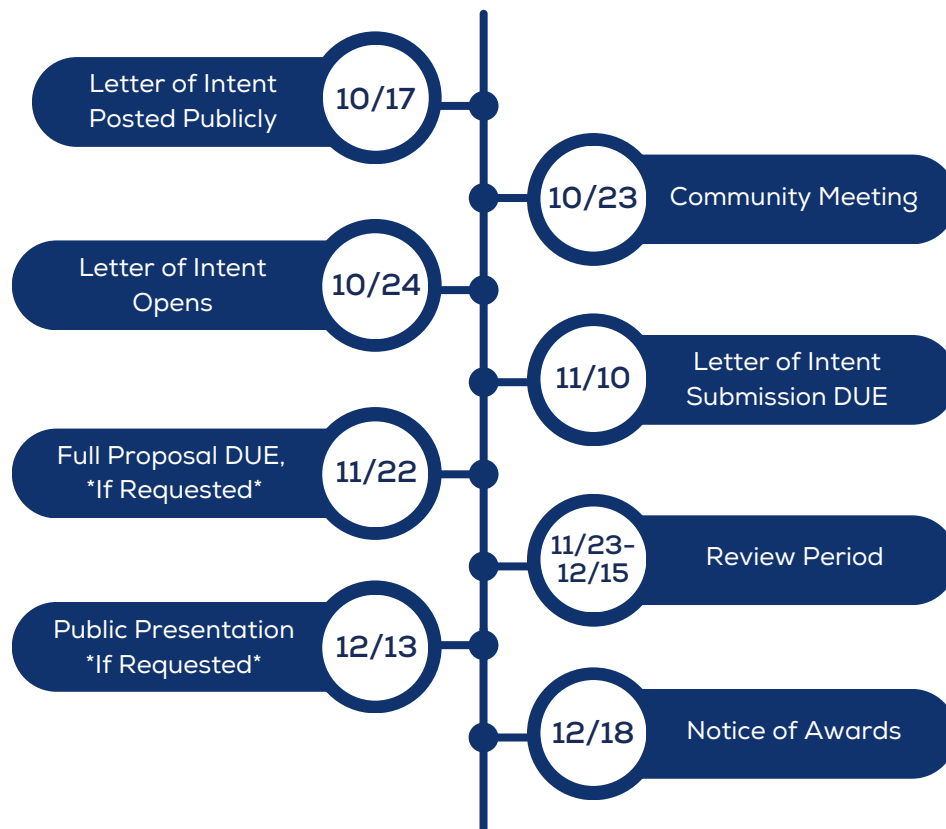 Letter of Intent
Posted Publicly
10/17
10/23
Community Meeting
Letter of Intent
Opens
10/24
11/10
Letter of Intent
Submission DUE
Full Proposal DUE,
*If Requested*
11/22
11/23-
12/15
Review Period
Public Presentation
*If Requested*
12/13
12/18
Notice of Awards